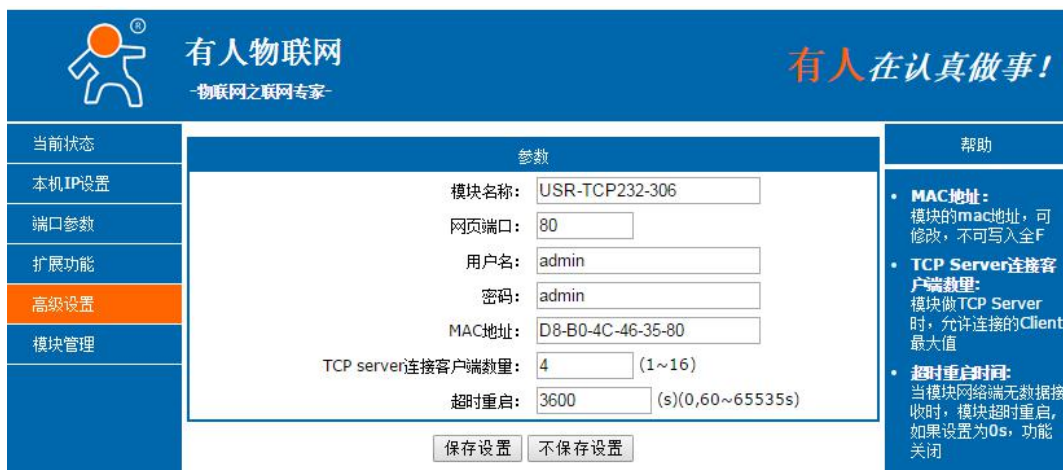 ®
有人物联网
-物联网之联网专家-
有人在认真做事!
当前状态
本机IP设置
端口参数
扩展功能
高级设置
模块管理
参数
模块名称: USR-TCP232-306
网页端口: 80
用户名: admin
密码: admin
MAC地址: D8-B0-4C-46-35-80
TCP server连接客户端数量: 4 (1~16)
超时重启: 3600 (s)(0,60~65535s)
保存设置 不保存设置
帮助
• MAC地址:
模块的mac地址，可
修改，不可写入全F
• TCP Server连接客
户端数量:
模块做TCP Server
时，允许连接的Client
最大值
• 超时重启时间:
当模块网络端无数据接
收时，模块超时重启,
如果设置为0s，功能
关闭